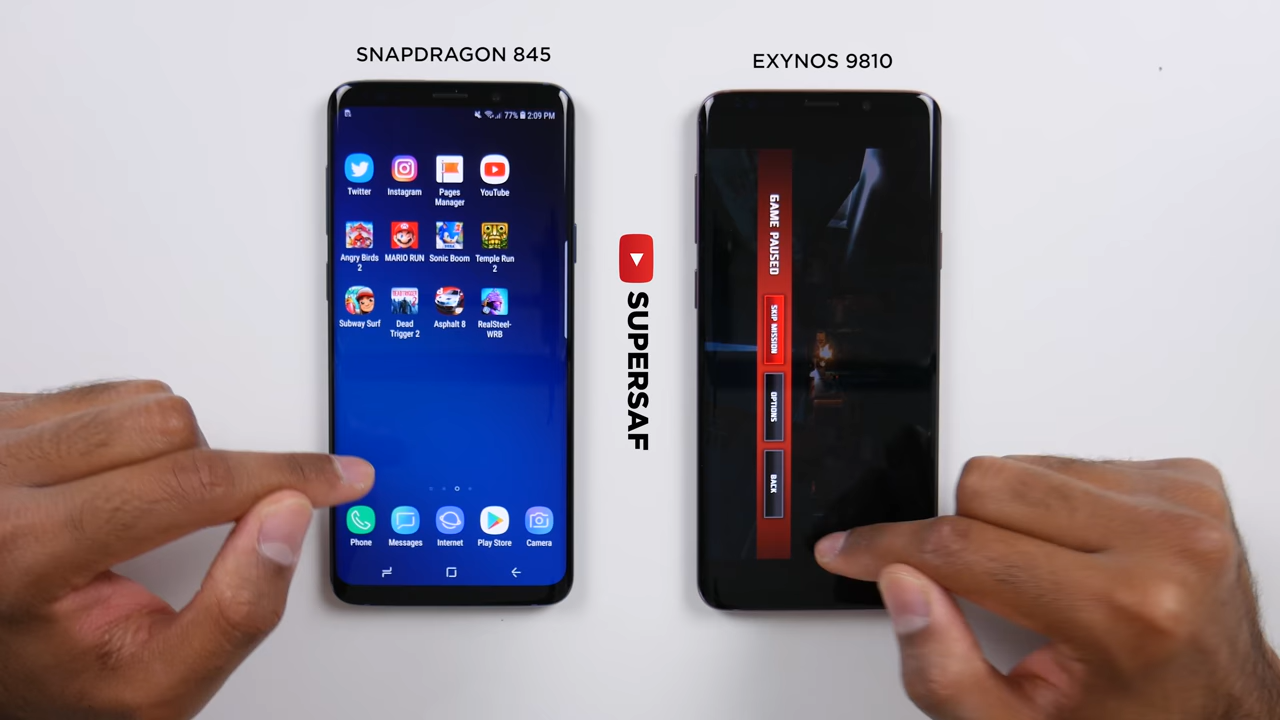 SNAPDRAGON 845
EXYNOS 9810
77% 2:09 PM
Twitter
Instagram
Pages
Manager
YouTube
Angry Birds
2
MARIO RUN
Sonic Boom
Temple Run
2
Subway Surf
Dead
Trigger 2
Asphalt 8
RealSteel-
WRB
Phone
Messages
Internet
Play Store
Camera
SUPERSAF
GAME PAUSED
SKIP MISSION
OPTIONS
BACK